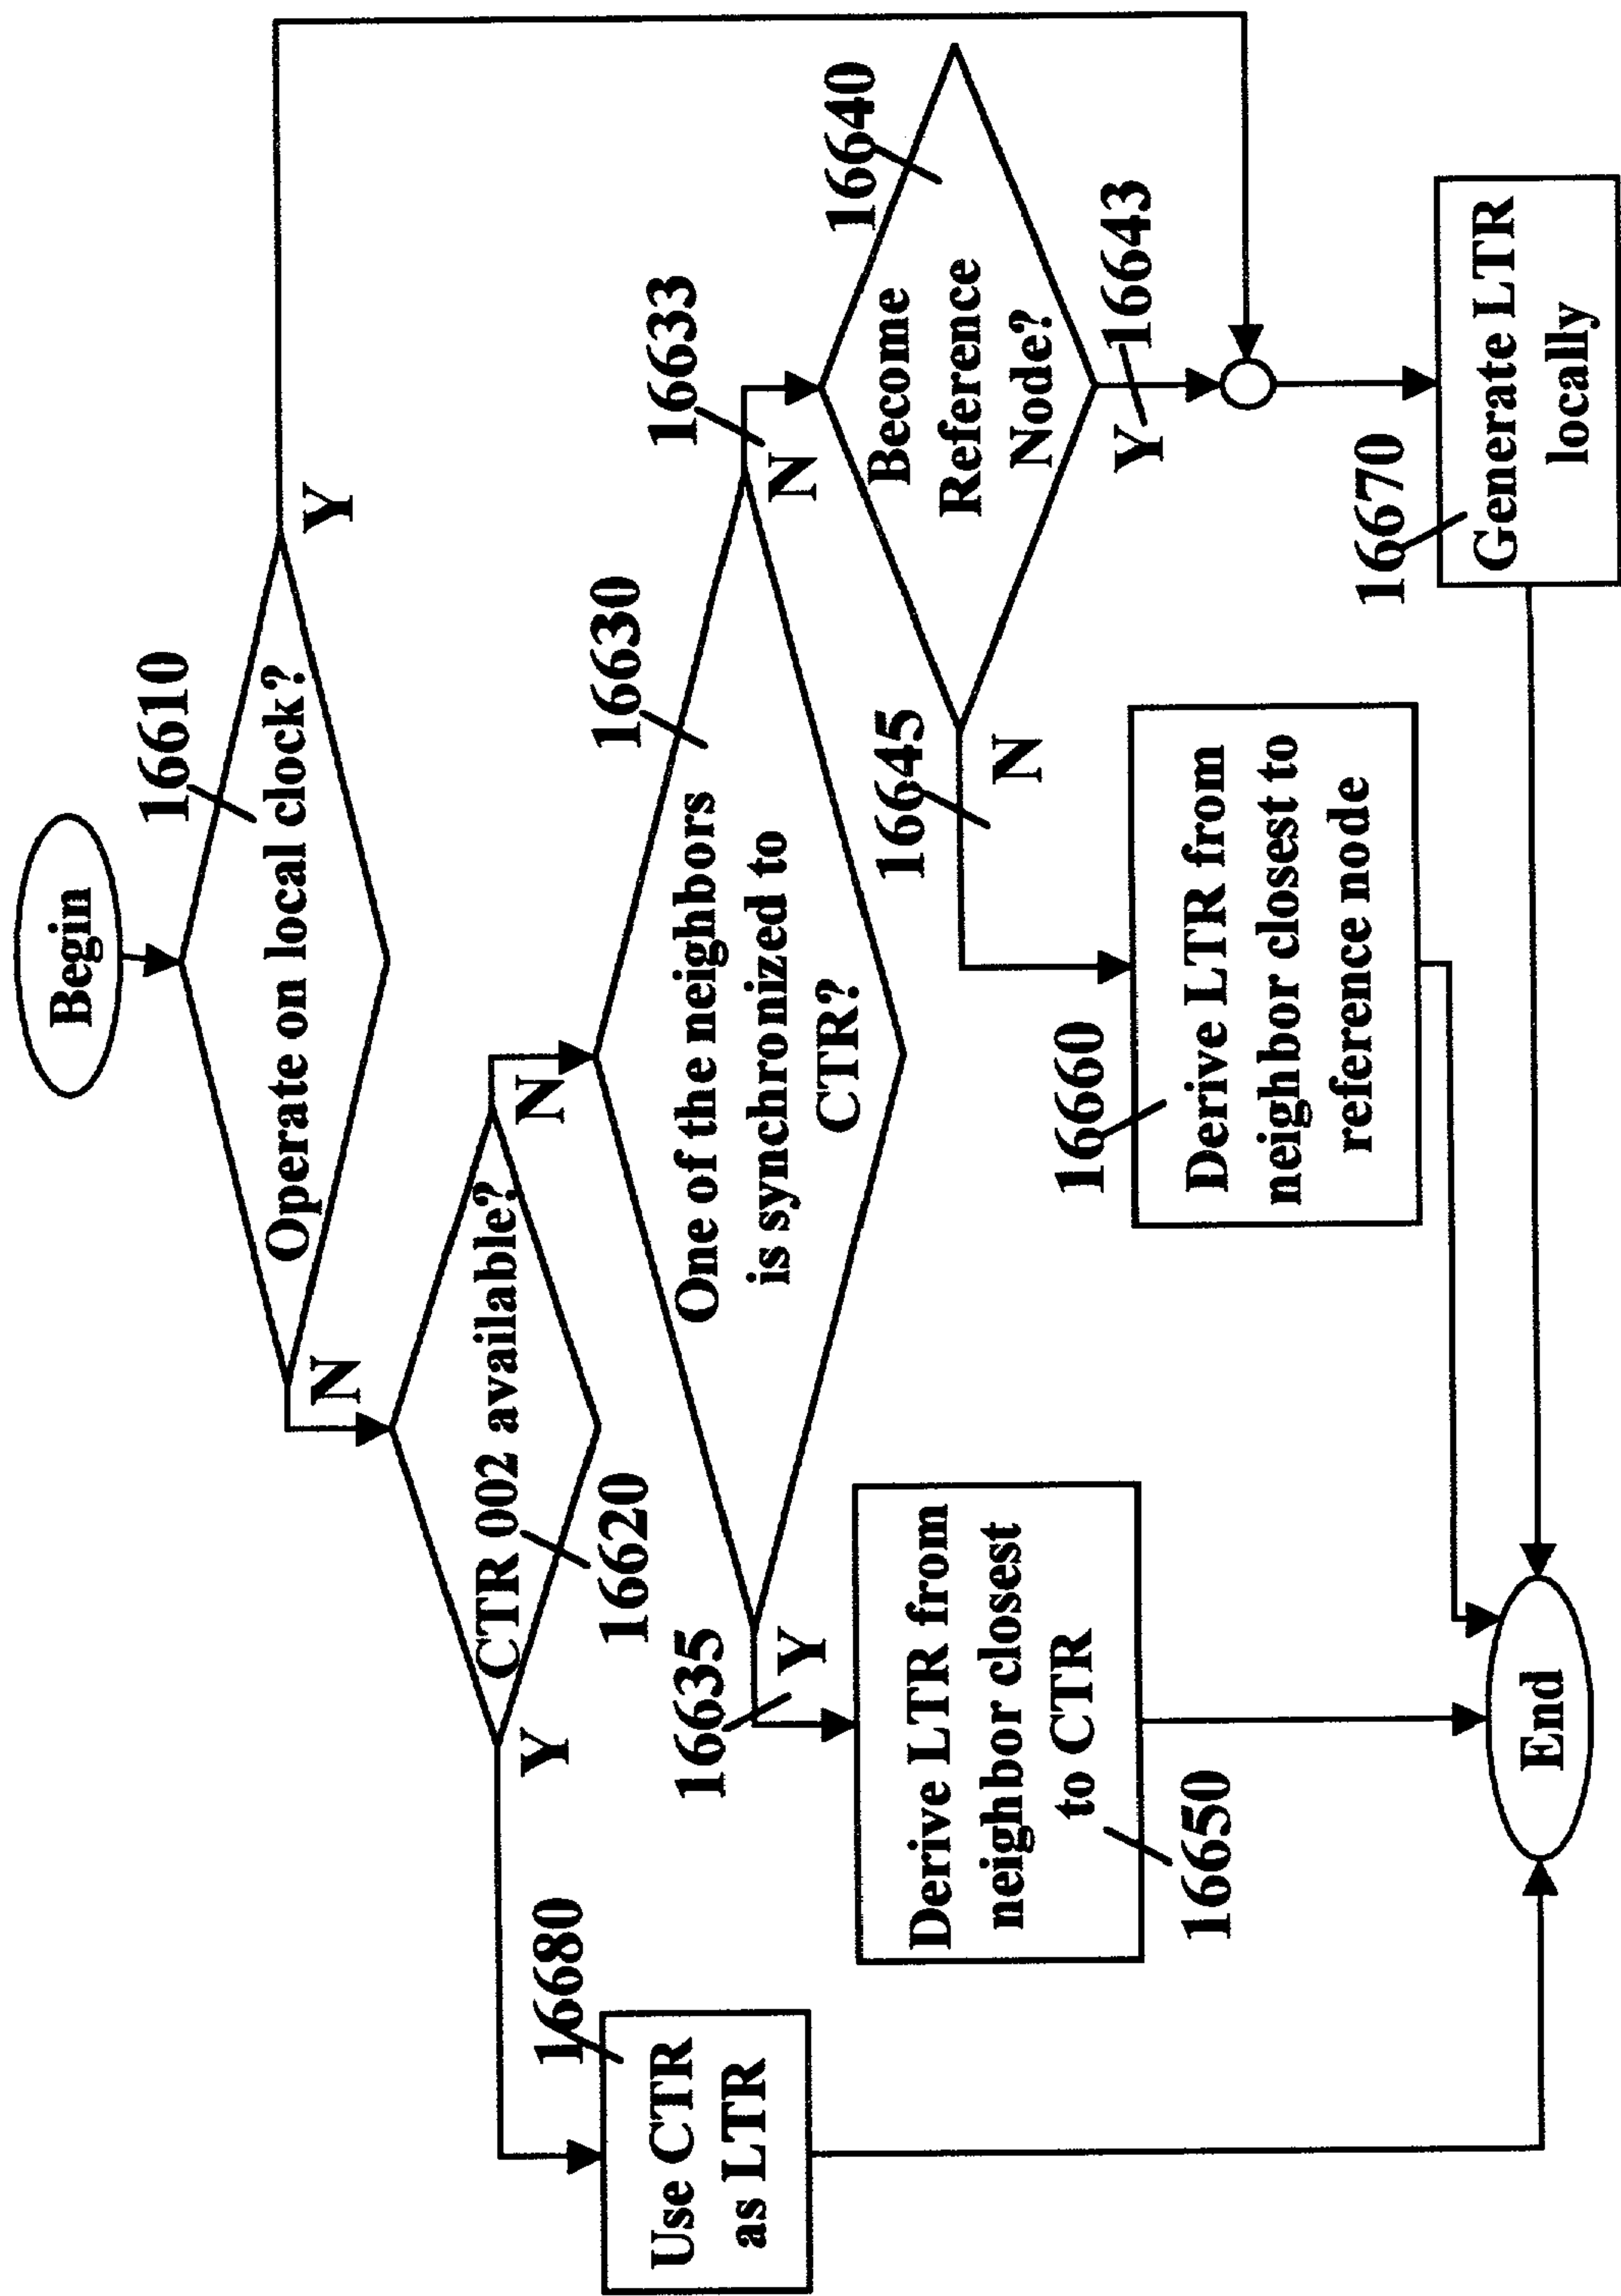 Begin
16610
Operate on local clock?
N
Y
CTR 002 available?
16620
Y
N
16630
One of the neighbors
is synchronized to
CTR?
16635
Y
16633
N
16640
Become
Reference
Node?
16645
N
Y
16643
16680
Use CTR
as LTR
Derive LTR from
neighbor closest
to CTR
16650
16660
Derive LTR from
neighbor closest to
reference node
16670
Generate LTR
locally
End